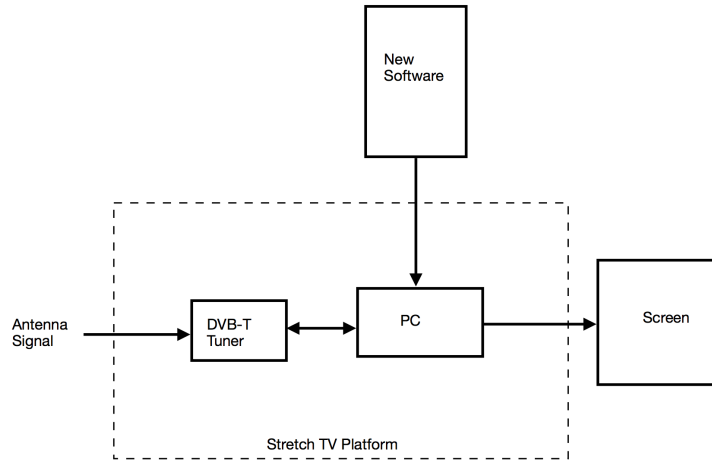 New
Software
Antenna
Signal
DVB-T
Tuner
PC
Screen
Stretch TV Platform